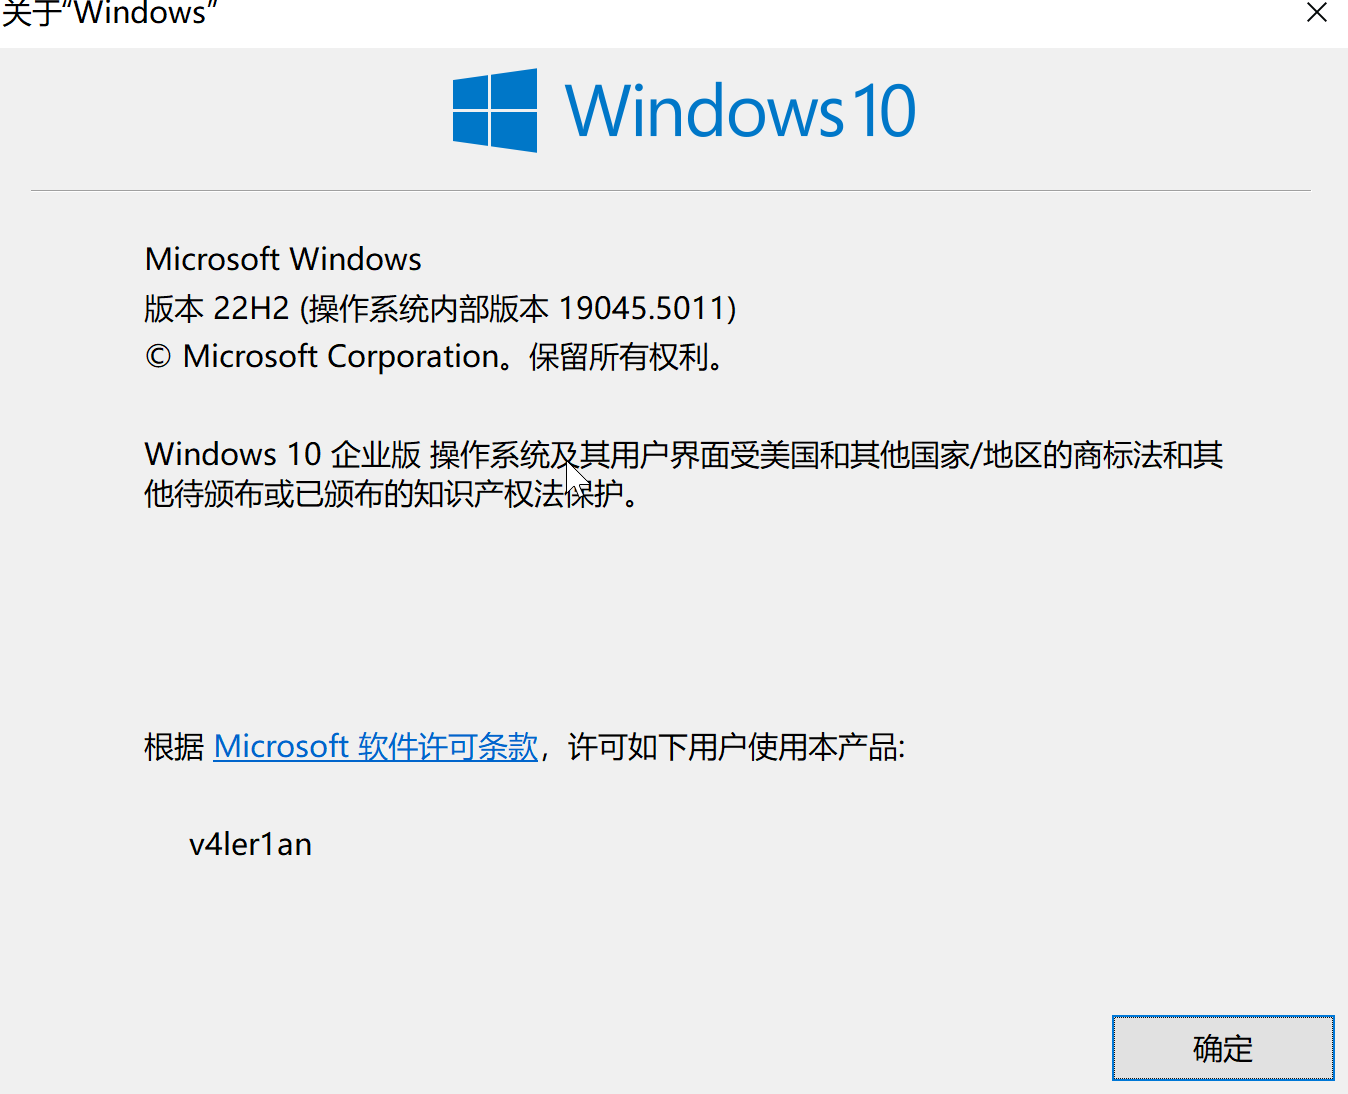 关于“Windows”
Windows 10
Microsoft Windows
版本 22H2 (操作系统内部版本 19045.5011)
© Microsoft Corporation。保留所有权利。
Windows 10 企业版 操作系统及其用户界面受美国和其他国家/地区的商标法和其
他待颁布或已颁布的知识产权法保护。
根据 Microsoft 软件许可条款，许可如下用户使用本产品:
v4ler1an
确定